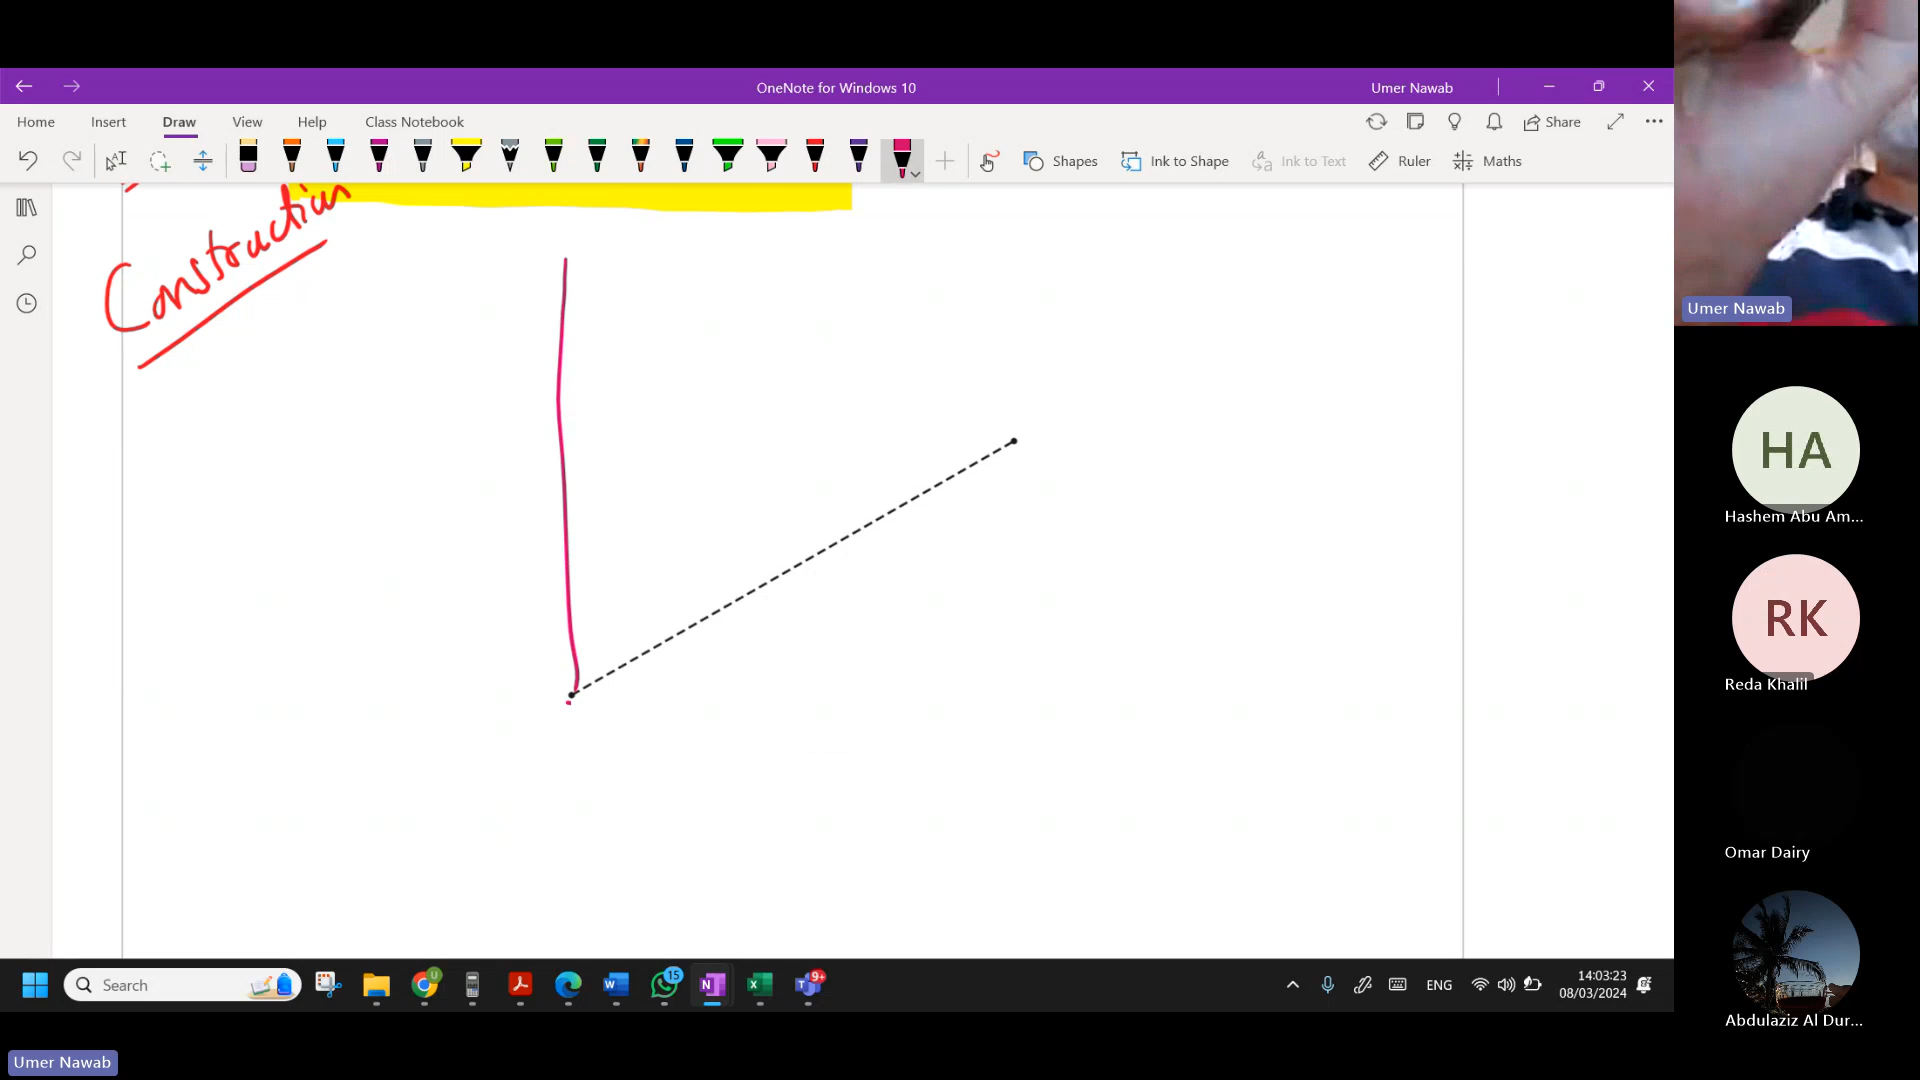 OneNote for Windows 10
Umer Nawab
Home Insert Draw View Help Class Notebook
Share
Shapes Ink to Shape Ink to Text Ruler Maths
Construction
Umer Nawab
HA
Hashem Abu Am...
RK
Reda Khalil
Omar Dairy
Abdulaziz Al Dur...
Search
U
15
9+
ENG
14:03:23
08/03/2024
Umer Nawab